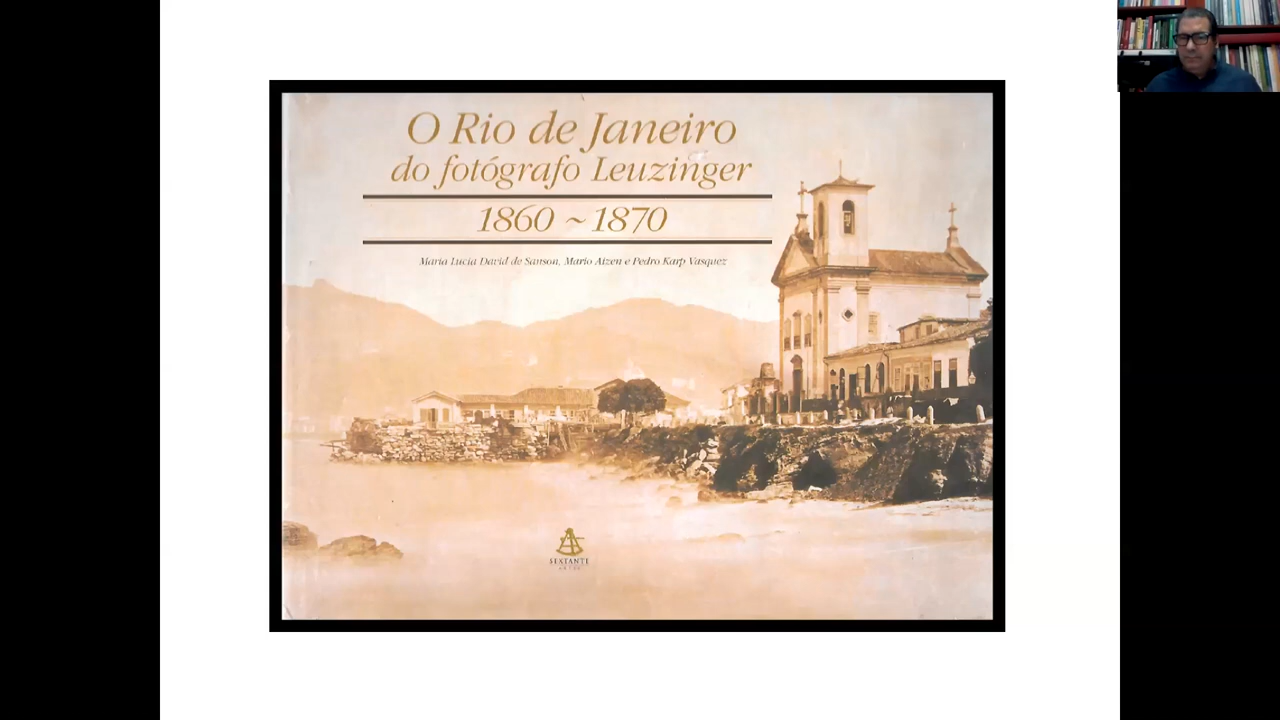 O Rio de Janeiro
do fotógrafo Leuzinger
1860 ~ 1870
Maria Lucia David de Sanson, Mario Aizen e Pedro Karp Vasquez
SEXTANTE